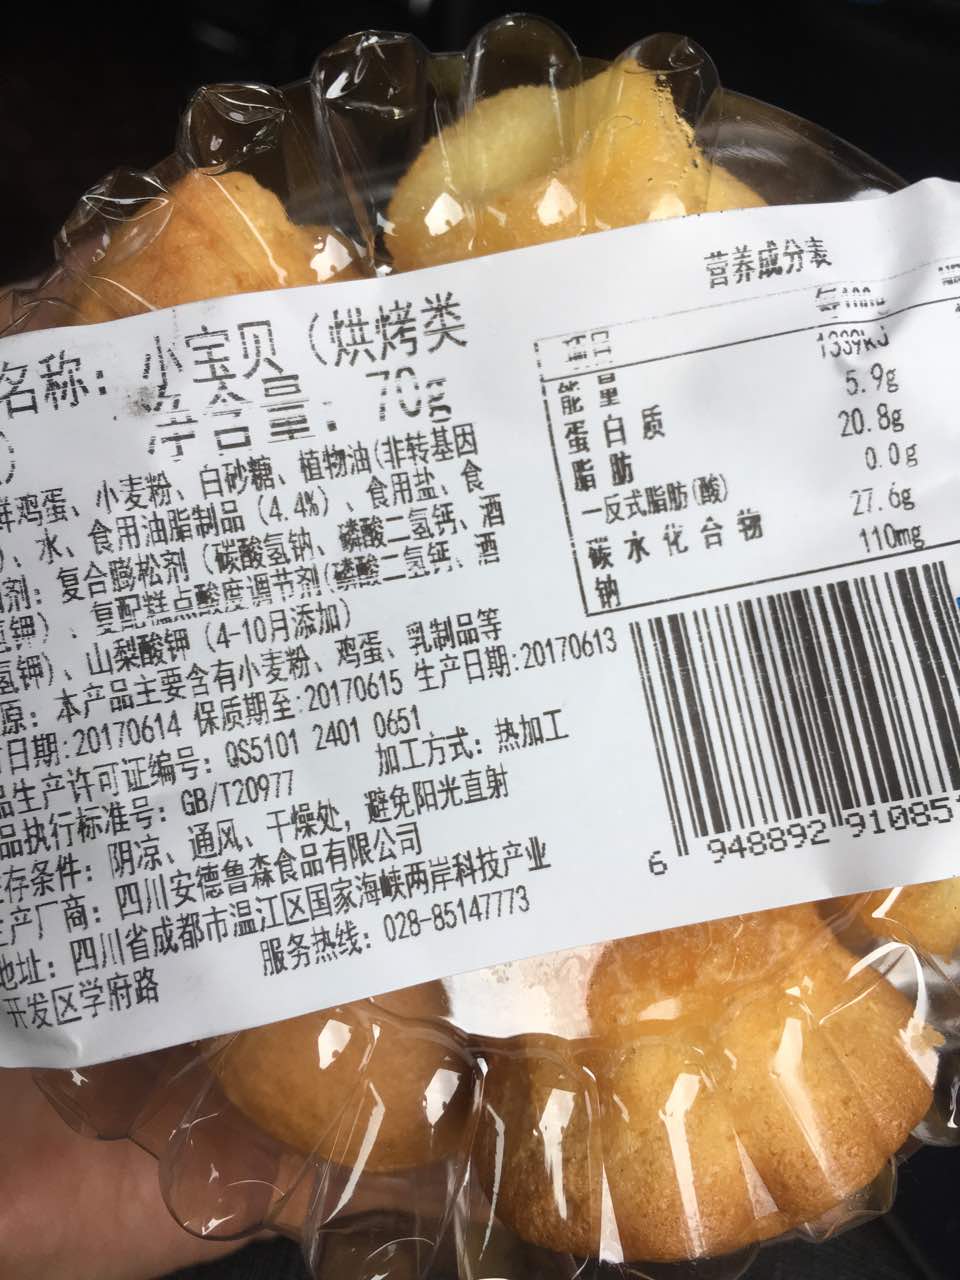 名称：小宝贝（烘烤类
）
净含量：70g
鲜鸡蛋、小麦粉、白砂糖、植物油(非转基因
)、水、食用油脂制品（4.4%）、食用盐、食
剂：复合膨松剂（碳酸氢钠、磷酸二氢钙、酒
氢钾）、复配糕点酸度调节剂(磷酸二氢钙、酒
氢钾)、山梨酸钾（4-10月添加）
源：本产品主要含有小麦粉、鸡蛋、乳制品等
日期:20170614 保质期至:20170615 生产日期:20170613
品生产许可证编号：QS5101 2401 0651
品执行标准号：GB/T20977 加工方式：热加工
存条件：阴凉、通风、干燥处，避免阳光直射
生产厂商：四川安德鲁森食品有限公司
地址：四川省成都市温江区国家海峡两岸科技产业
开发区学府路 服务热线：028-85147773
营养成分表
项目 每100g
能量 1339kJ
蛋白质 5.9g
脂肪 20.8g
—反式脂肪(酸) 0.0g
碳水化合物 27.6g
钠 110mg
6 948892 91085